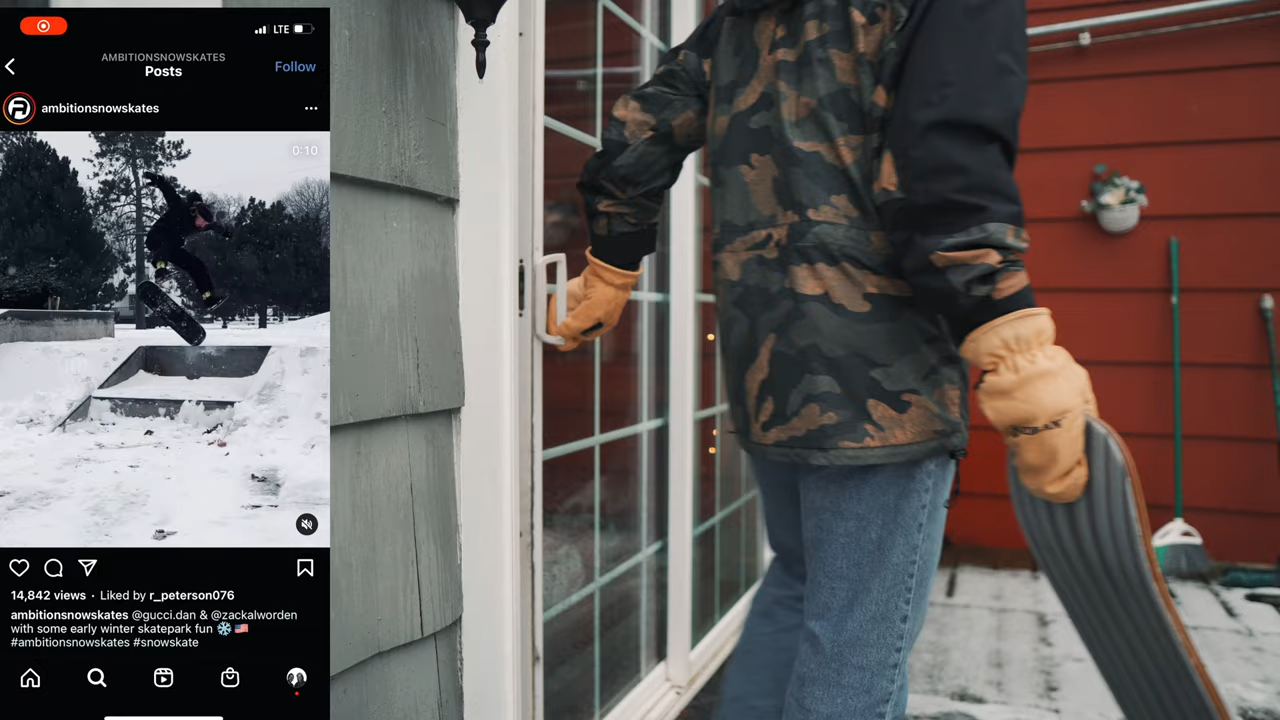 LTE
AMBITIONSNOWSKATES
Posts
Follow
ambitionsnowskates
0:10
14,842 views · Liked by r_peterson076
ambitionsnowskates @gucci.dan & @zackalworden
with some early winter skatepark fun ❄️🇺🇸
#ambitionsnowskates #snowskate